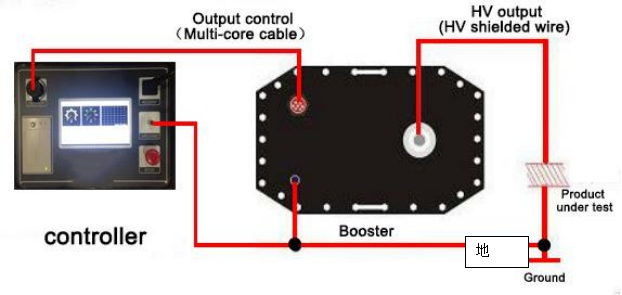 Output control
（Multi-core cable)
HV output
(HV shielded wire)
controller
Booster
地
Product
under test
Ground